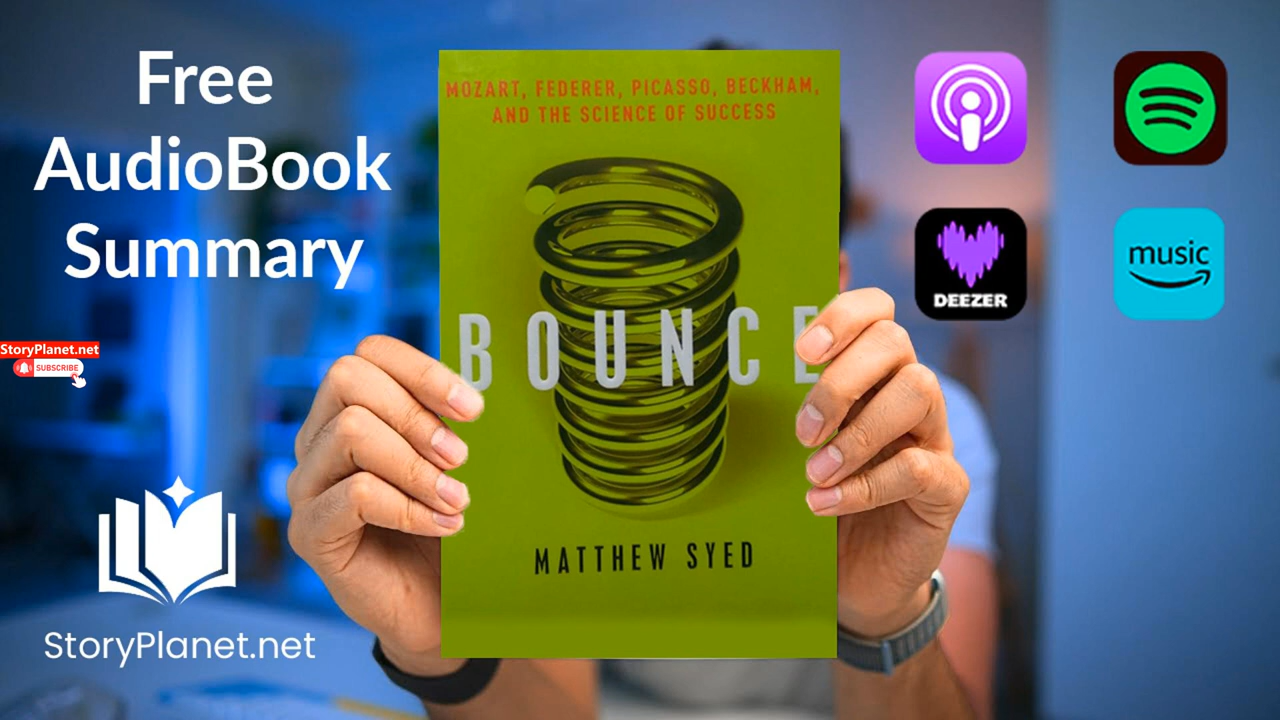 Free
AudioBook
Summary
StoryPlanet.net
SUBSCRIBE
StoryPlanet.net
MOZART, FEDERER, PICASSO, BECKHAM,
AND THE SCIENCE OF SUCCESS
BOUNCE
MATTHEW SYED
DEEZER
music